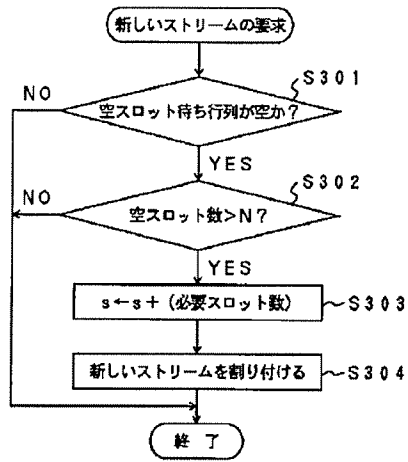 新しいストリームの要求
S301
NO
空スロット待ち行列が空か?
YES
S302
NO
空スロット数>N?
YES
s←s+(必要スロット数)
S303
新しいストリームを割り付ける
S304
終了